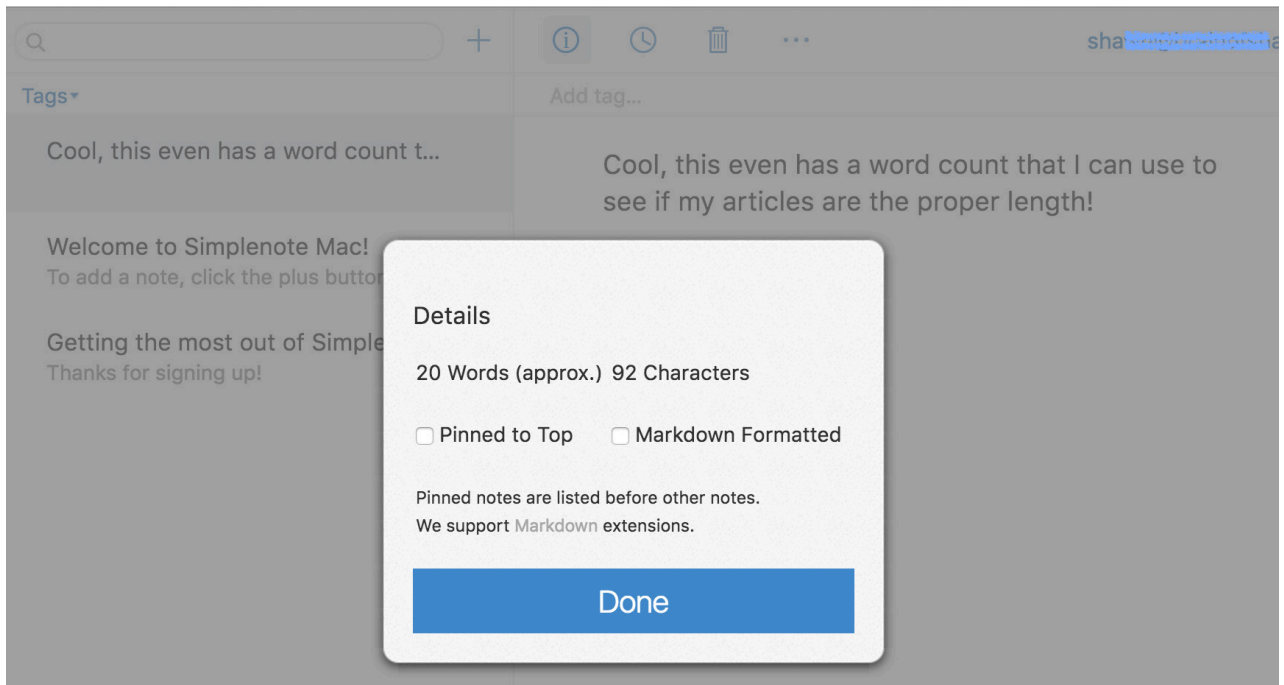 Tags
Add tag...
Cool, this even has a word count t...
Welcome to Simplenote Mac!
To add a note, click the plus button
Getting the most out of Simple
Thanks for signing up!
Cool, this even has a word count that I can use to
see if my articles are the proper length!
Details
20 Words (approx.) 92 Characters
Pinned to Top Markdown Formatted
Pinned notes are listed before other notes.
We support Markdown extensions.
Done